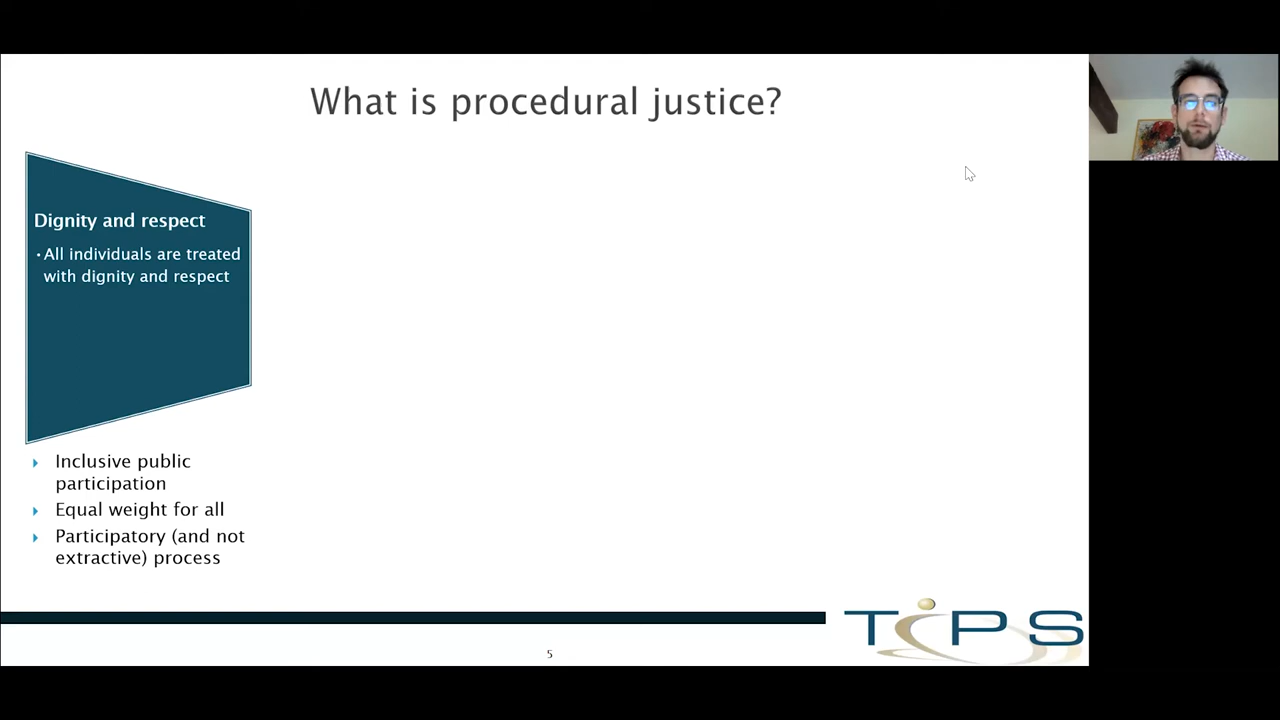 What is procedural justice?
Dignity and respect
•All individuals are treated
with dignity and respect
Inclusive public
participation
Equal weight for all
Participatory (and not
extractive) process
TiPS
5